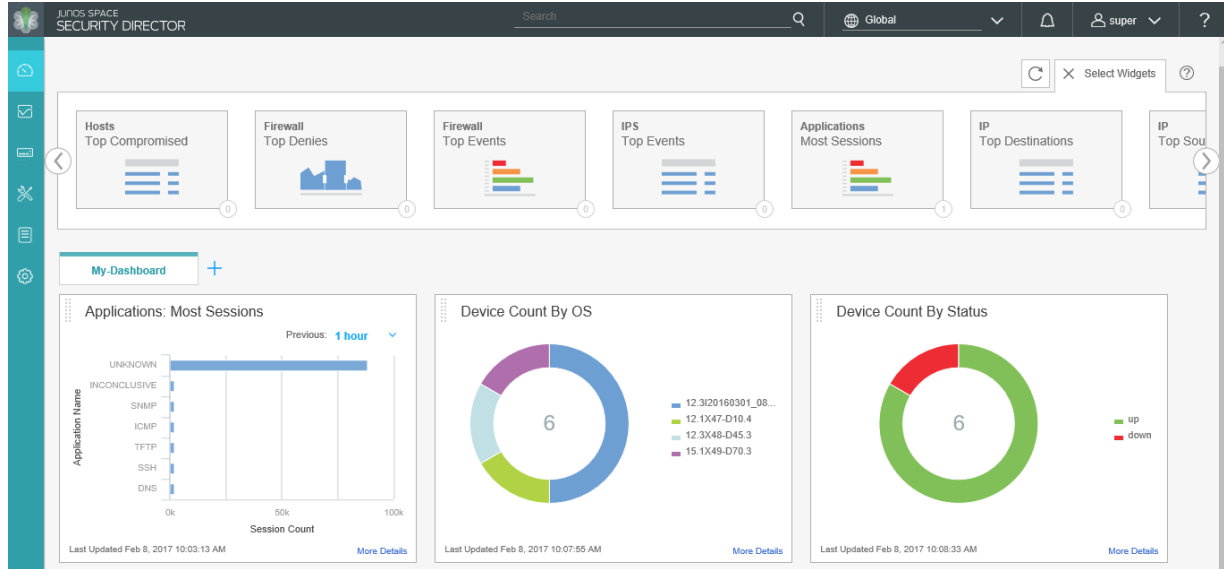 JUNOS SPACE
SECURITY DIRECTOR
Search
Global
super
?
Select Widgets
?
Hosts
Top Compromised
0
Firewall
Top Denies
0
Firewall
Top Events
0
IPS
Top Events
0
Applications
Most Sessions
1
IP
Top Destinations
0
IP
Top Sou
My-Dashboard
+
Applications: Most Sessions
Previous: 1 hour
Application Name
UNKNOWN
INCONCLUSIVE
SNMP
ICMP
TFTP
SSH
DNS
0k 50k 100k
Session Count
Last Updated Feb 8, 2017 10:03:13 AM
More Details
Device Count By OS
6
12.3I20160301_08...
12.1X47-D10.4
12.3X48-D45.3
15.1X49-D70.3
Last Updated Feb 8, 2017 10:07:55 AM
More Details
Device Count By Status
6
up
down
Last Updated Feb 8, 2017 10:08:33 AM
More Details